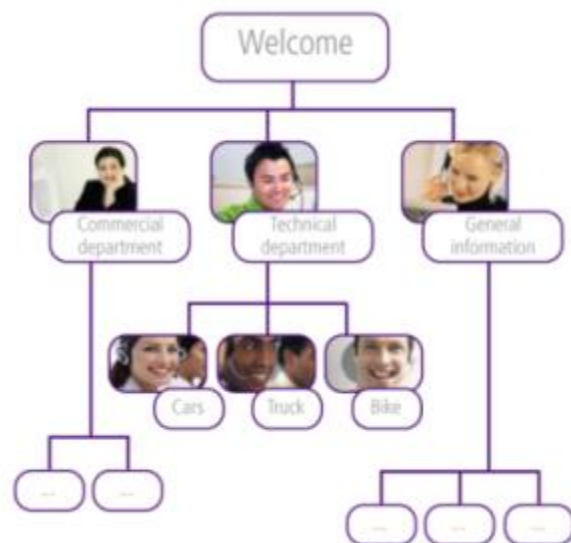 Welcome
Commercial
department
Technical
department
General
information
Cars
Truck
Bike
...
...
...
...
...